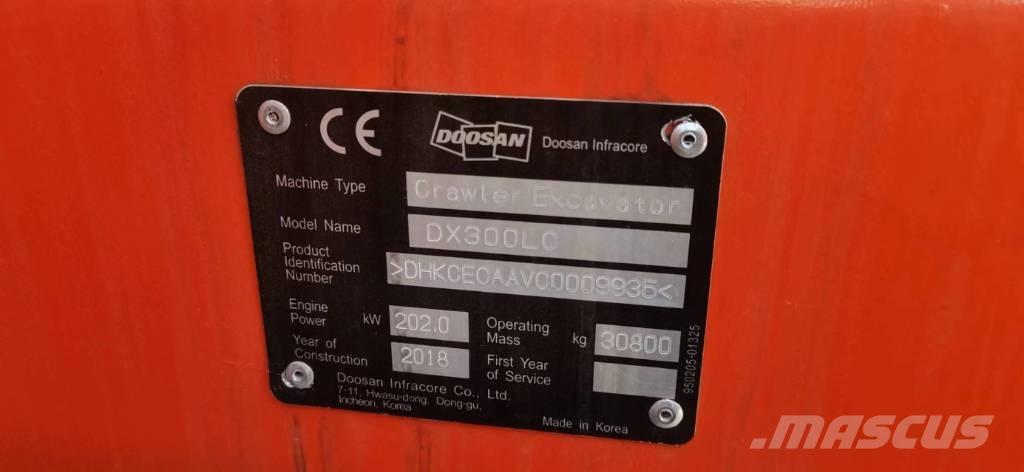 CE DOOSAN Doosan Infracore
Machine Type Crawler Excavator
Model Name DX300LC
Product
Identification
Number >DHKCECAAVC0009935<
Engine
Power kW 202.0 Operating
Mass kg 30800
Year of
Construction 2018 First Year
of Service
Doosan Infracore Co., Ltd.
7-11, Hwasu-dong, Dong-gu,
Incheon, Korea
Made in Korea
950205-01325
MASCUS